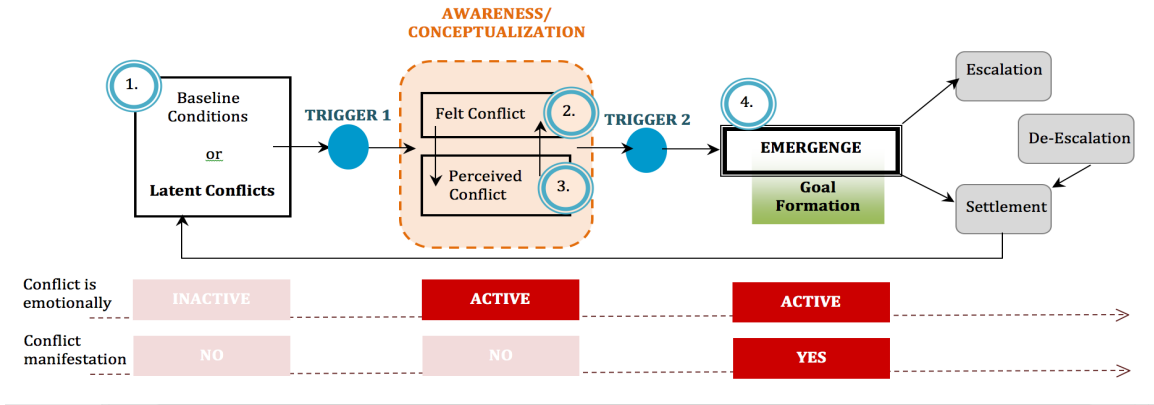 AWARENESS/
CONCEPTUALIZATION
1.
Baseline
Conditions
or
Latent Conflicts
TRIGGER 1
Felt Conflict
2.
Perceived
Conflict
3.
TRIGGER 2
4.
EMERGENGE
Goal
Formation
Escalation
De-Escalation
Settlement
Conflict is
emotionally
INACTIVE
ACTIVE
ACTIVE
Conflict
manifestation
NO
NO
YES